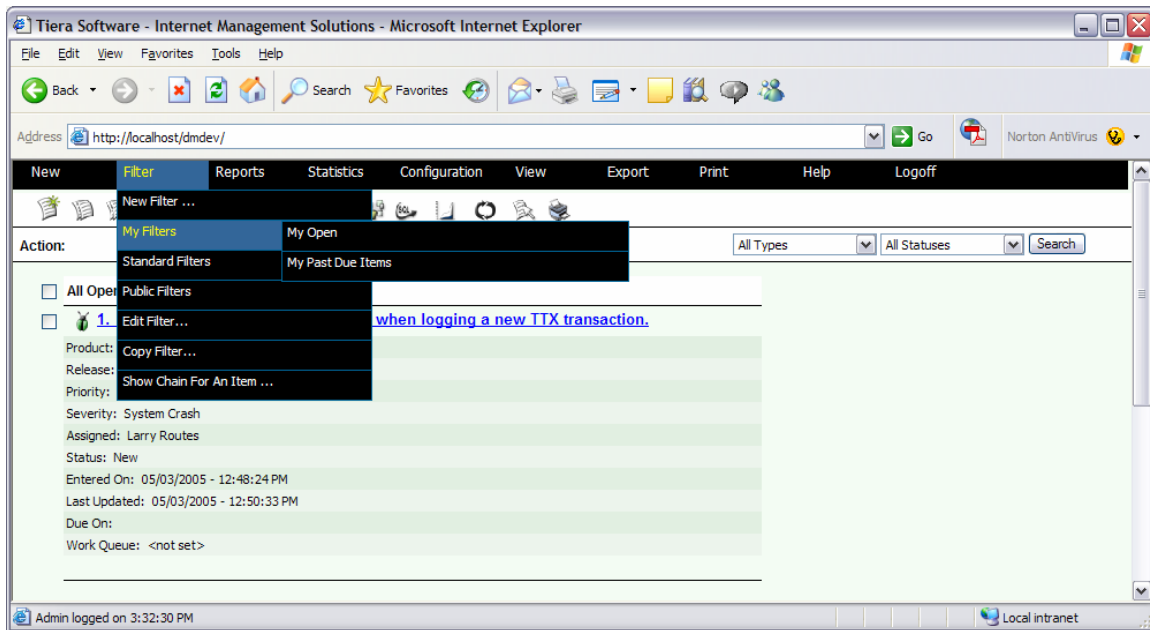 Tiera Software - Internet Management Solutions - Microsoft Internet Explorer
File Edit View Favorites Tools Help
Back Search Favorites
Address http://localhost/dmdev/ Go Norton AntiVirus
New Filter Reports Statistics Configuration View Export Print Help Logoff
New Filter ...
SQL
My Filters My Open
Action: All Types All Statuses Search
Standard Filters My Past Due Items
All Open Public Filters
1. Edit Filter... when logging a new TTX transaction.
Product: Copy Filter...
Release:
Show Chain For An Item ...
Priority:
Severity: System Crash
Assigned: Larry Routes
Status: New
Entered On: 05/03/2005 - 12:48:24 PM
Last Updated: 05/03/2005 - 12:50:33 PM
Due On:
Work Queue: <not set>
Admin logged on 3:32:30 PM Local intranet